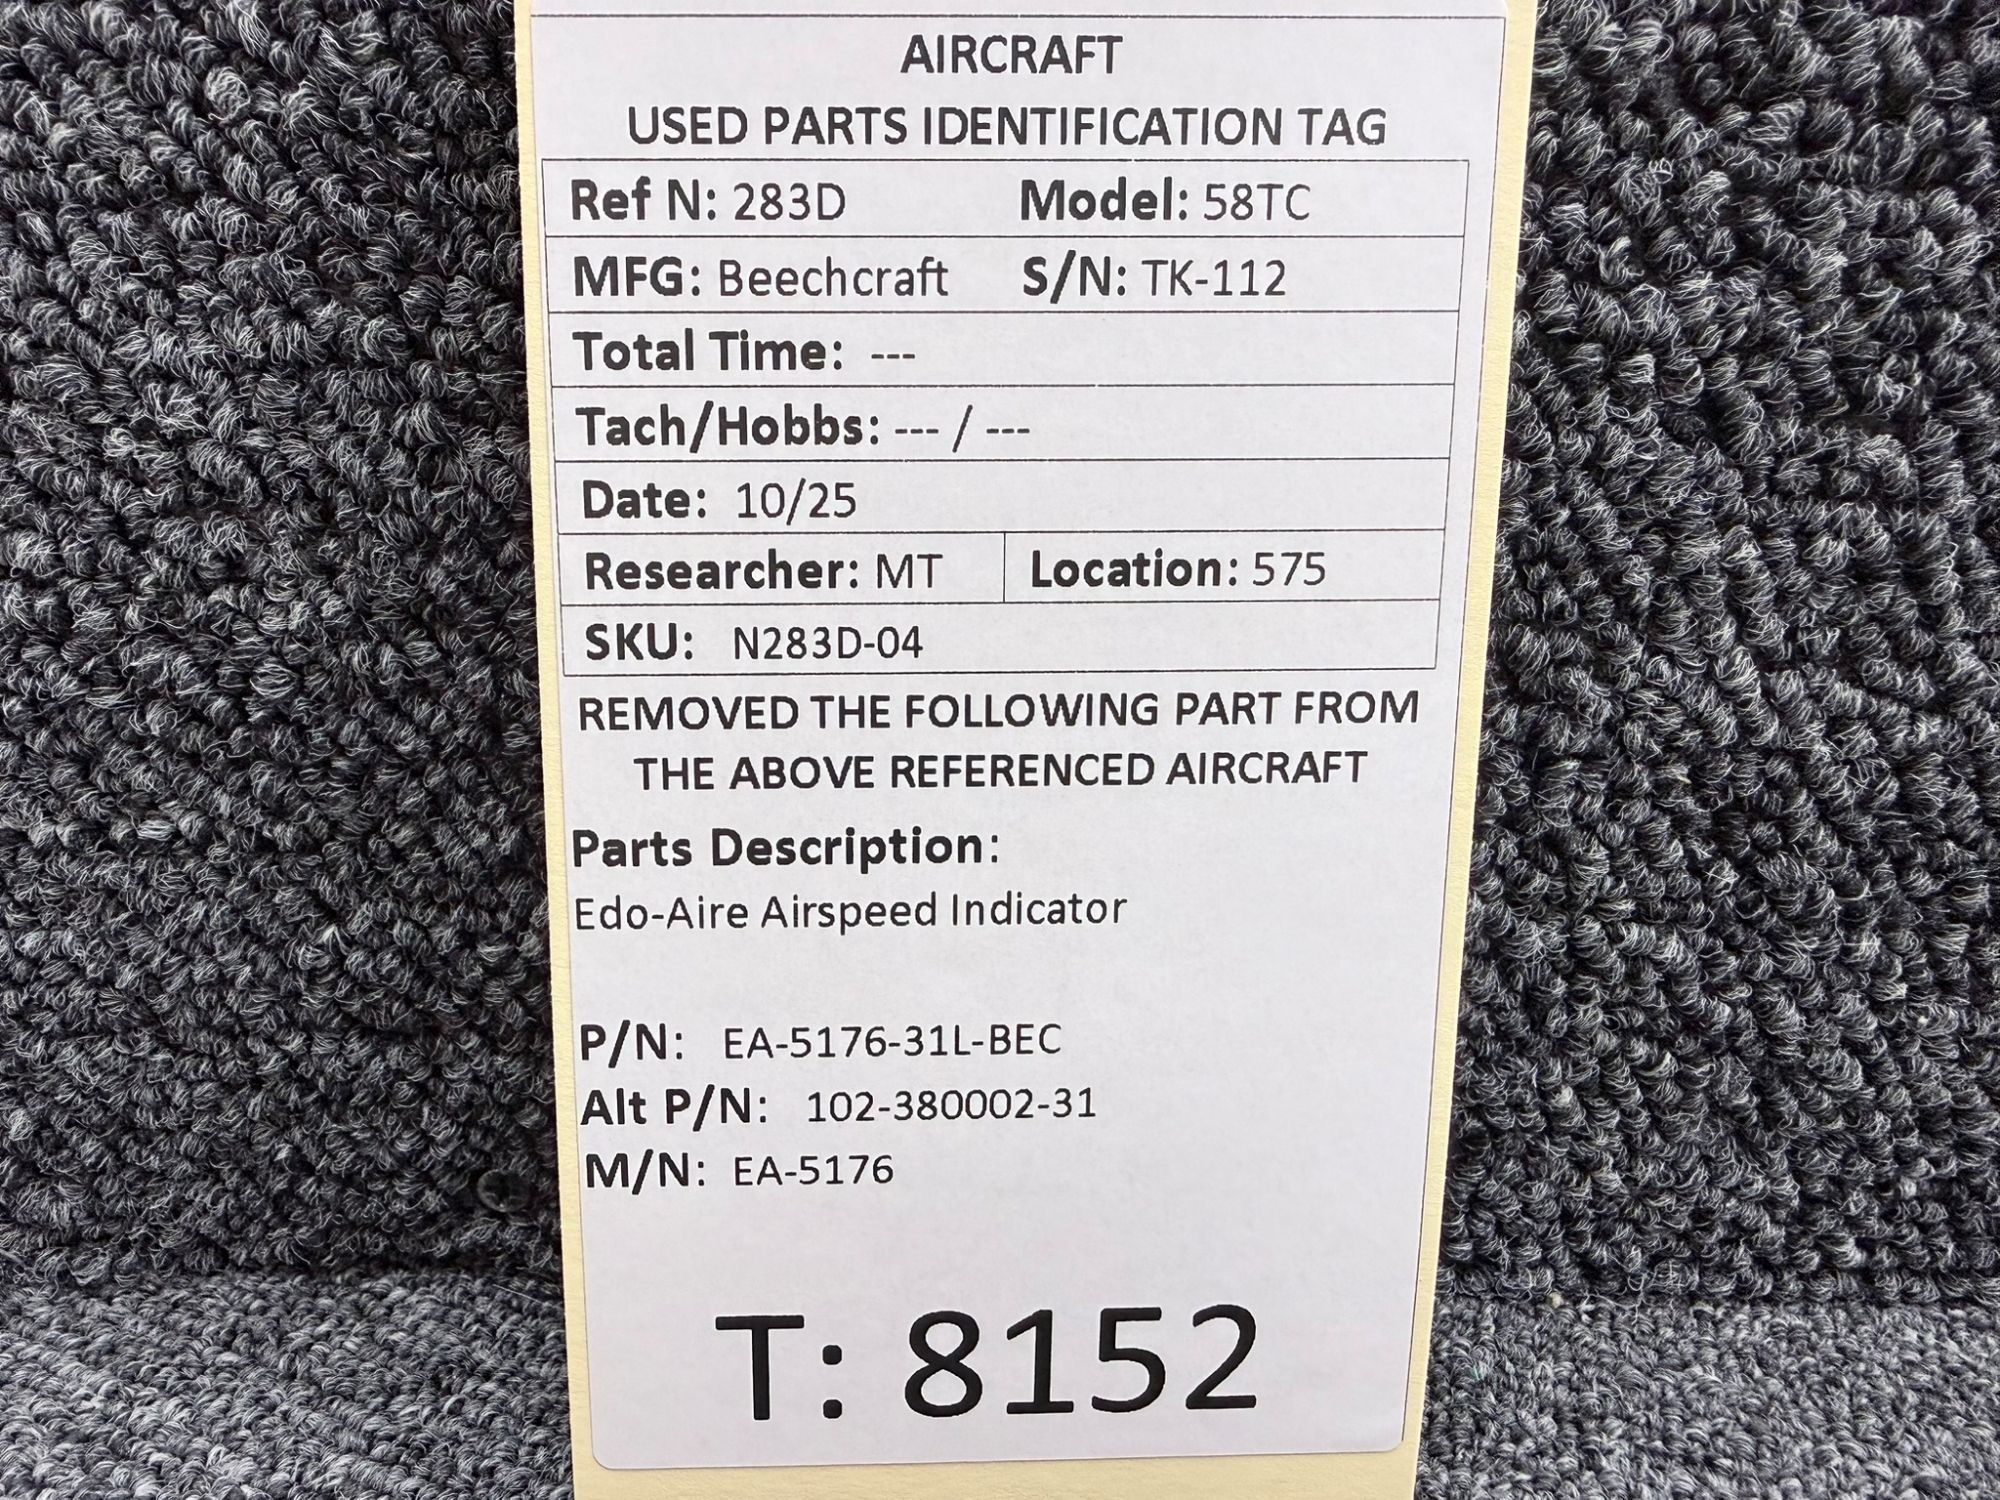 AIRCRAFT
USED PARTS IDENTIFICATION TAG
Ref N: 283D Model: 58TC
MFG: Beechcraft S/N: TK-112
Total Time: ---
Tach/Hobbs: --- / ---
Date: 10/25
Researcher: MT Location: 575
SKU: N283D-04
REMOVED THE FOLLOWING PART FROM
THE ABOVE REFERENCED AIRCRAFT
Parts Description:
Edo-Aire Airspeed Indicator
P/N: EA-5176-31L-BEC
Alt P/N: 102-380002-31
M/N: EA-5176
T: 8152